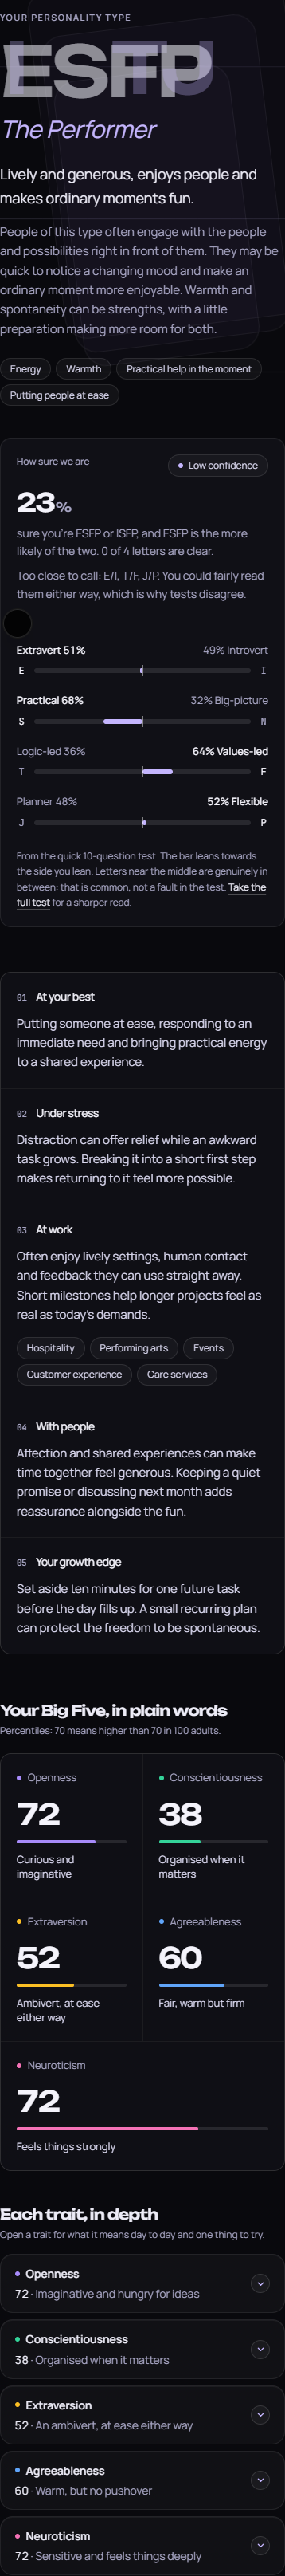 YOUR PERSONALITY TYPE
ESFP
The Performer
Lively and generous, enjoys people and
makes ordinary moments fun.
People of this type often engage with the people
and possibilities right in front of them. They may be
quick to notice a changing mood and make an
ordinary moment more enjoyable. Warmth and
spontaneity can be strengths, with a little
preparation making more room for both.
Energy Warmth Practical help in the moment
Putting people at ease
How sure we are Low confidence
23%
sure you're ESFP or ISFP, and ESFP is the more
likely of the two. 0 of 4 letters are clear.
Too close to call: E/I, T/F, J/P. You could fairly read
them either way, which is why tests disagree.
Extravert 51% 49% Introvert
E I
Practical 68% 32% Big-picture
S N
Logic-led 36% 64% Values-led
T F
Planner 48% 52% Flexible
J P
From the quick 10-question test. The bar leans towards
the side you lean. Letters near the middle are genuinely in
between: that is common, not a fault in the test. Take the
full test for a sharper read.
01 At your best
Putting someone at ease, responding to an
immediate need and bringing practical energy
to a shared experience.
02 Under stress
Distraction can offer relief while an awkward
task grows. Breaking it into a short first step
makes returning to it feel more possible.
03 At work
Often enjoy lively settings, human contact
and feedback they can use straight away.
Short milestones help longer projects feel as
real as today's demands.
Hospitality Performing arts Events
Customer experience Care services
04 With people
Affection and shared experiences can make
time together feel generous. Keeping a quiet
promise or discussing next month adds
reassurance alongside the fun.
05 Your growth edge
Set aside ten minutes for one future task
before the day fills up. A small recurring plan
can protect the freedom to be spontaneous.
Your Big Five, in plain words
Percentiles: 70 means higher than 70 in 100 adults.
Openness
72
Curious and
imaginative
Conscientiousness
38
Organised when it
matters
Extraversion
52
Ambivert, at ease
either way
Agreeableness
60
Fair, warm but firm
Neuroticism
72
Feels things strongly
Each trait, in depth
Open a trait for what it means day to day and one thing to try.
Openness
72 · Imaginative and hungry for ideas
Conscientiousness
38 · Organised when it matters
Extraversion
52 · An ambivert, at ease either way
Agreeableness
60 · Warm, but no pushover
Neuroticism
72 · Sensitive and feels things deeply